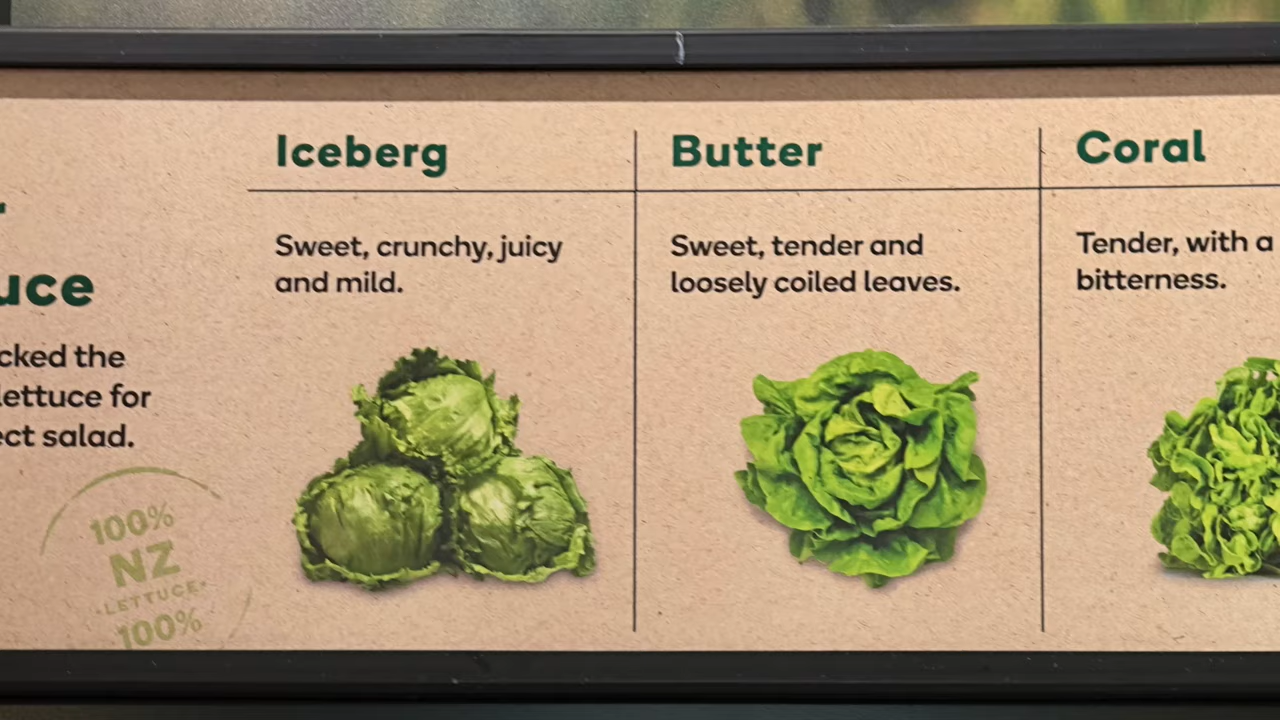 uce
cked the
lettuce for
ect salad.
100%
NZ
·LETTUCE·
100%
Iceberg
Sweet, crunchy, juicy
and mild.
Butter
Sweet, tender and
loosely coiled leaves.
Coral
Tender, with a
bitterness.